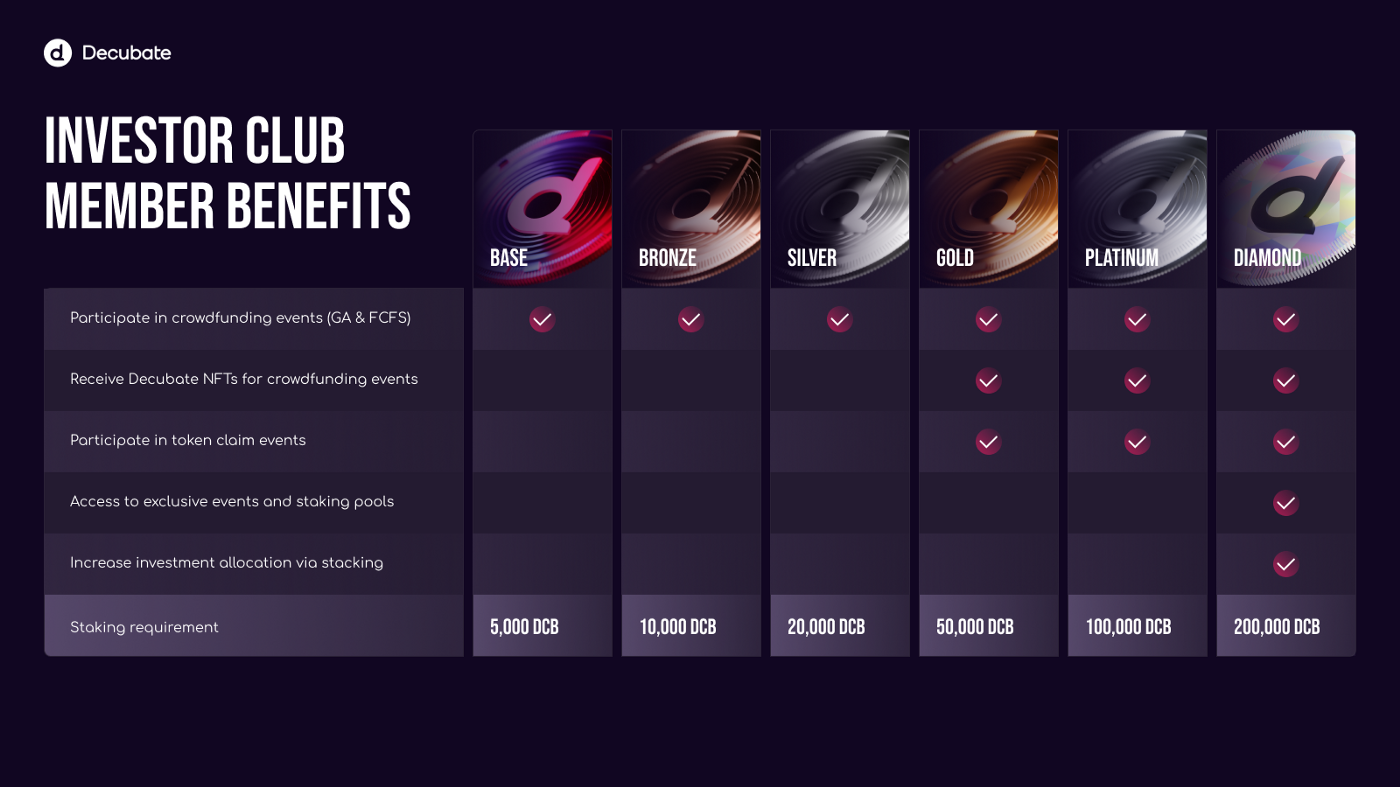 Decubate
INVESTOR CLUB
MEMBER BENEFITS
BASE
BRONZE
SILVER
GOLD
PLATINUM
DIAMOND
Participate in crowdfunding events (GA & FCFS)
Receive Decubate NFTs for crowdfunding events
Participate in token claim events
Access to exclusive events and staking pools
Increase investment allocation via stacking
Staking requirement
5,000 DCB
10,000 DCB
20,000 DCB
50,000 DCB
100,000 DCB
200,000 DCB